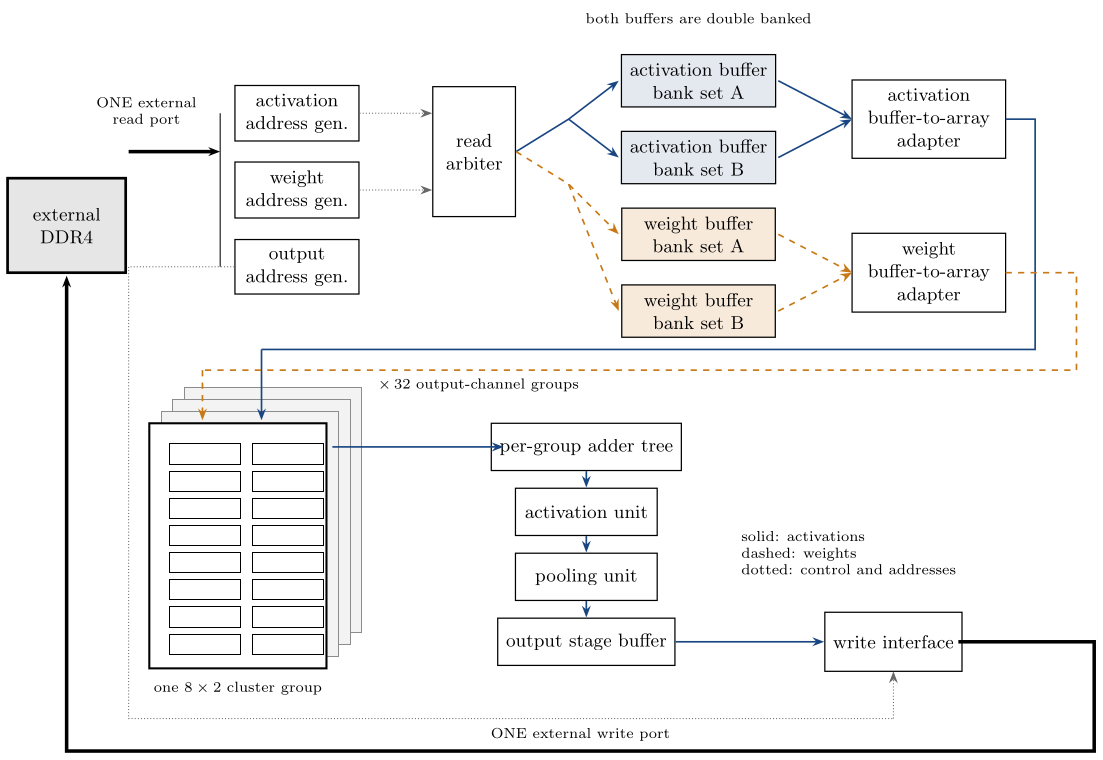 both buffers are double banked
ONE external
read port
activation
address gen.
weight
address gen.
output
address gen.
external
DDR4
read
arbiter
activation buffer
bank set A
activation buffer
bank set B
weight buffer
bank set A
weight buffer
bank set B
activation
buffer-to-array
adapter
weight
buffer-to-array
adapter
× 32 output-channel groups
one 8 × 2 cluster group
per-group adder tree
activation unit
pooling unit
output stage buffer
solid: activations
dashed: weights
dotted: control and addresses
write interface
ONE external write port